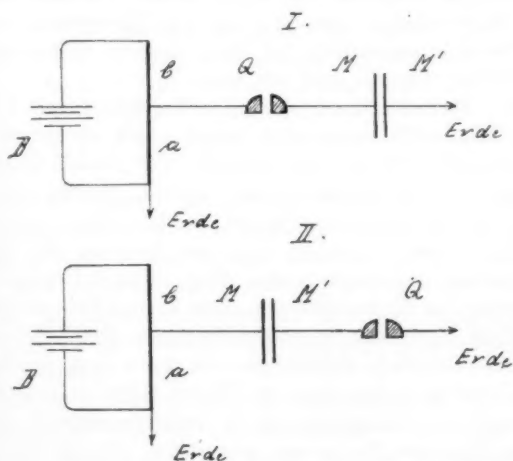 I.
b Q M M'
B a Erde
Erde
II.
b M M' Q
B a Erde
Erde